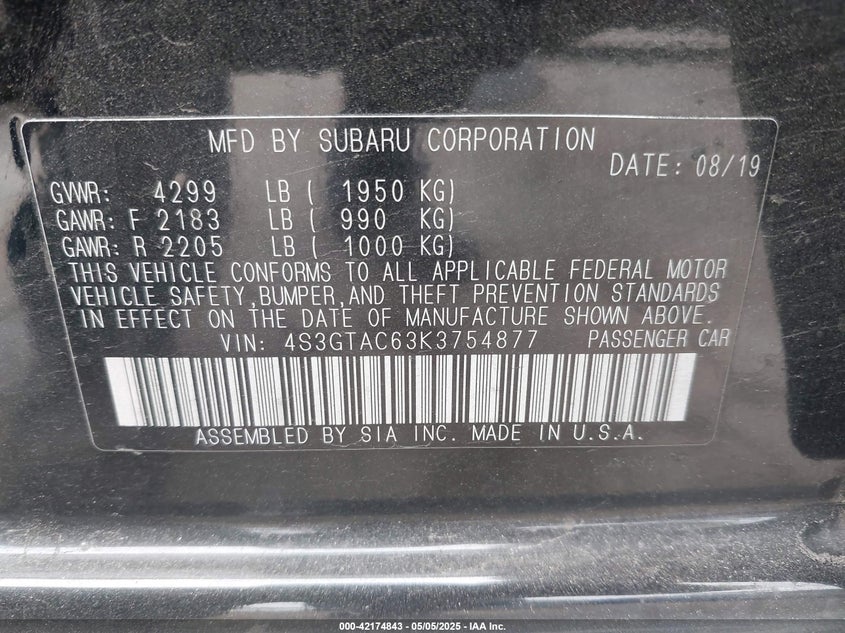 MFD BY SUBARU CORPORATION
DATE: 08/19
GVWR: 4299 LB ( 1950 KG)
GAWR: F 2183 LB ( 990 KG)
GAWR: R 2205 LB ( 1000 KG)
THIS VEHICLE CONFORMS TO ALL APPLICABLE FEDERAL MOTOR
VEHICLE SAFETY,BUMPER,AND THEFT PREVENTION STANDARDS
IN EFFECT ON THE DATE OF MANUFACTURE SHOWN ABOVE.
VIN: 4S3GTAC63K3754877 PASSENGER CAR
ASSEMBLED BY SIA INC. MADE IN U.S.A.
000-42174843 - 05/05/2025 - IAA Inc.